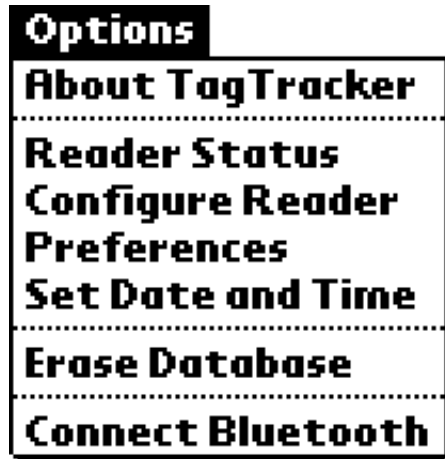 Options
About TagTracker
Reader Status
Configure Reader
Preferences
Set Date and Time
Erase Database
Connect Bluetooth